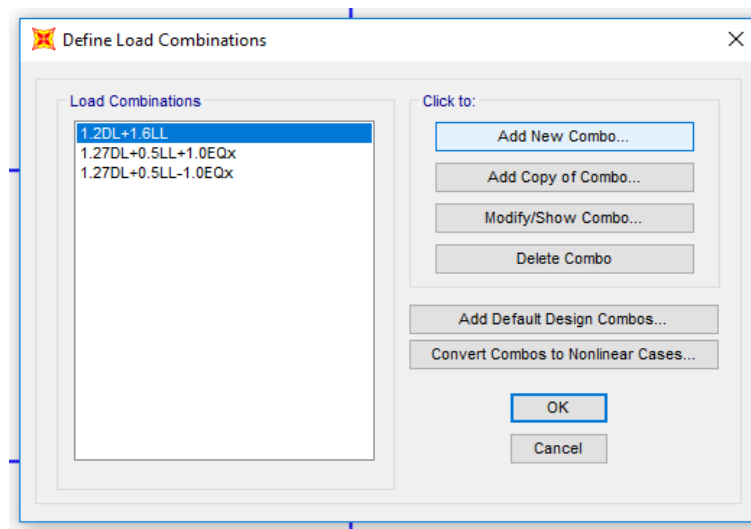 Define Load Combinations
Load Combinations
1.2DL+1.6LL
1.27DL+0.5LL+1.0EQx
1.27DL+0.5LL-1.0EQx
Click to:
Add New Combo...
Add Copy of Combo...
Modify/Show Combo...
Delete Combo
Add Default Design Combos...
Convert Combos to Nonlinear Cases...
OK
Cancel